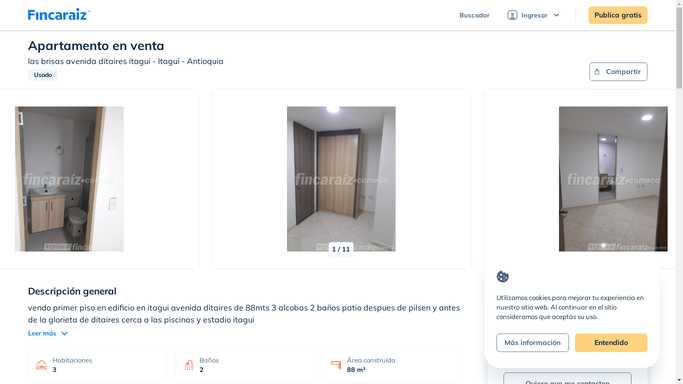 Fincaraiz
Buscador
Ingresar
Publica gratis
Apartamento en venta
las brisas avenida ditaires itagui - Itaguí - Antioquia
Usado
Compartir
fincaraíz
fincaraíz
fincaraíz
1 / 11
Descripción general
vendo primer piso en edificio en itagui avenida ditaires de 88mts 3 alcobas 2 baños patio despues de pilsen y antes
de la glorieta de ditaires cerca a las piscinas y estadio itagui
Leer más
Habitaciones
3
Baños
2
Área construída
88 m²
Utilizamos cookies para mejorar tu experiencia en
nuestro sitio web. Al continuar en el sitio
consideramos que aceptas su uso.
Más información
Entendido
Quiero que me contacten